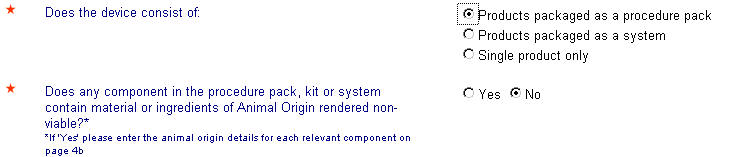 Does the device consist of:
Products packaged as a procedure pack
Products packaged as a system
Single product only
Does any component in the procedure pack, kit or system
contain material or ingredients of Animal Origin rendered non-
viable?*
Yes No
*If 'Yes' please enter the animal origin details for each relevant component on
page 4b